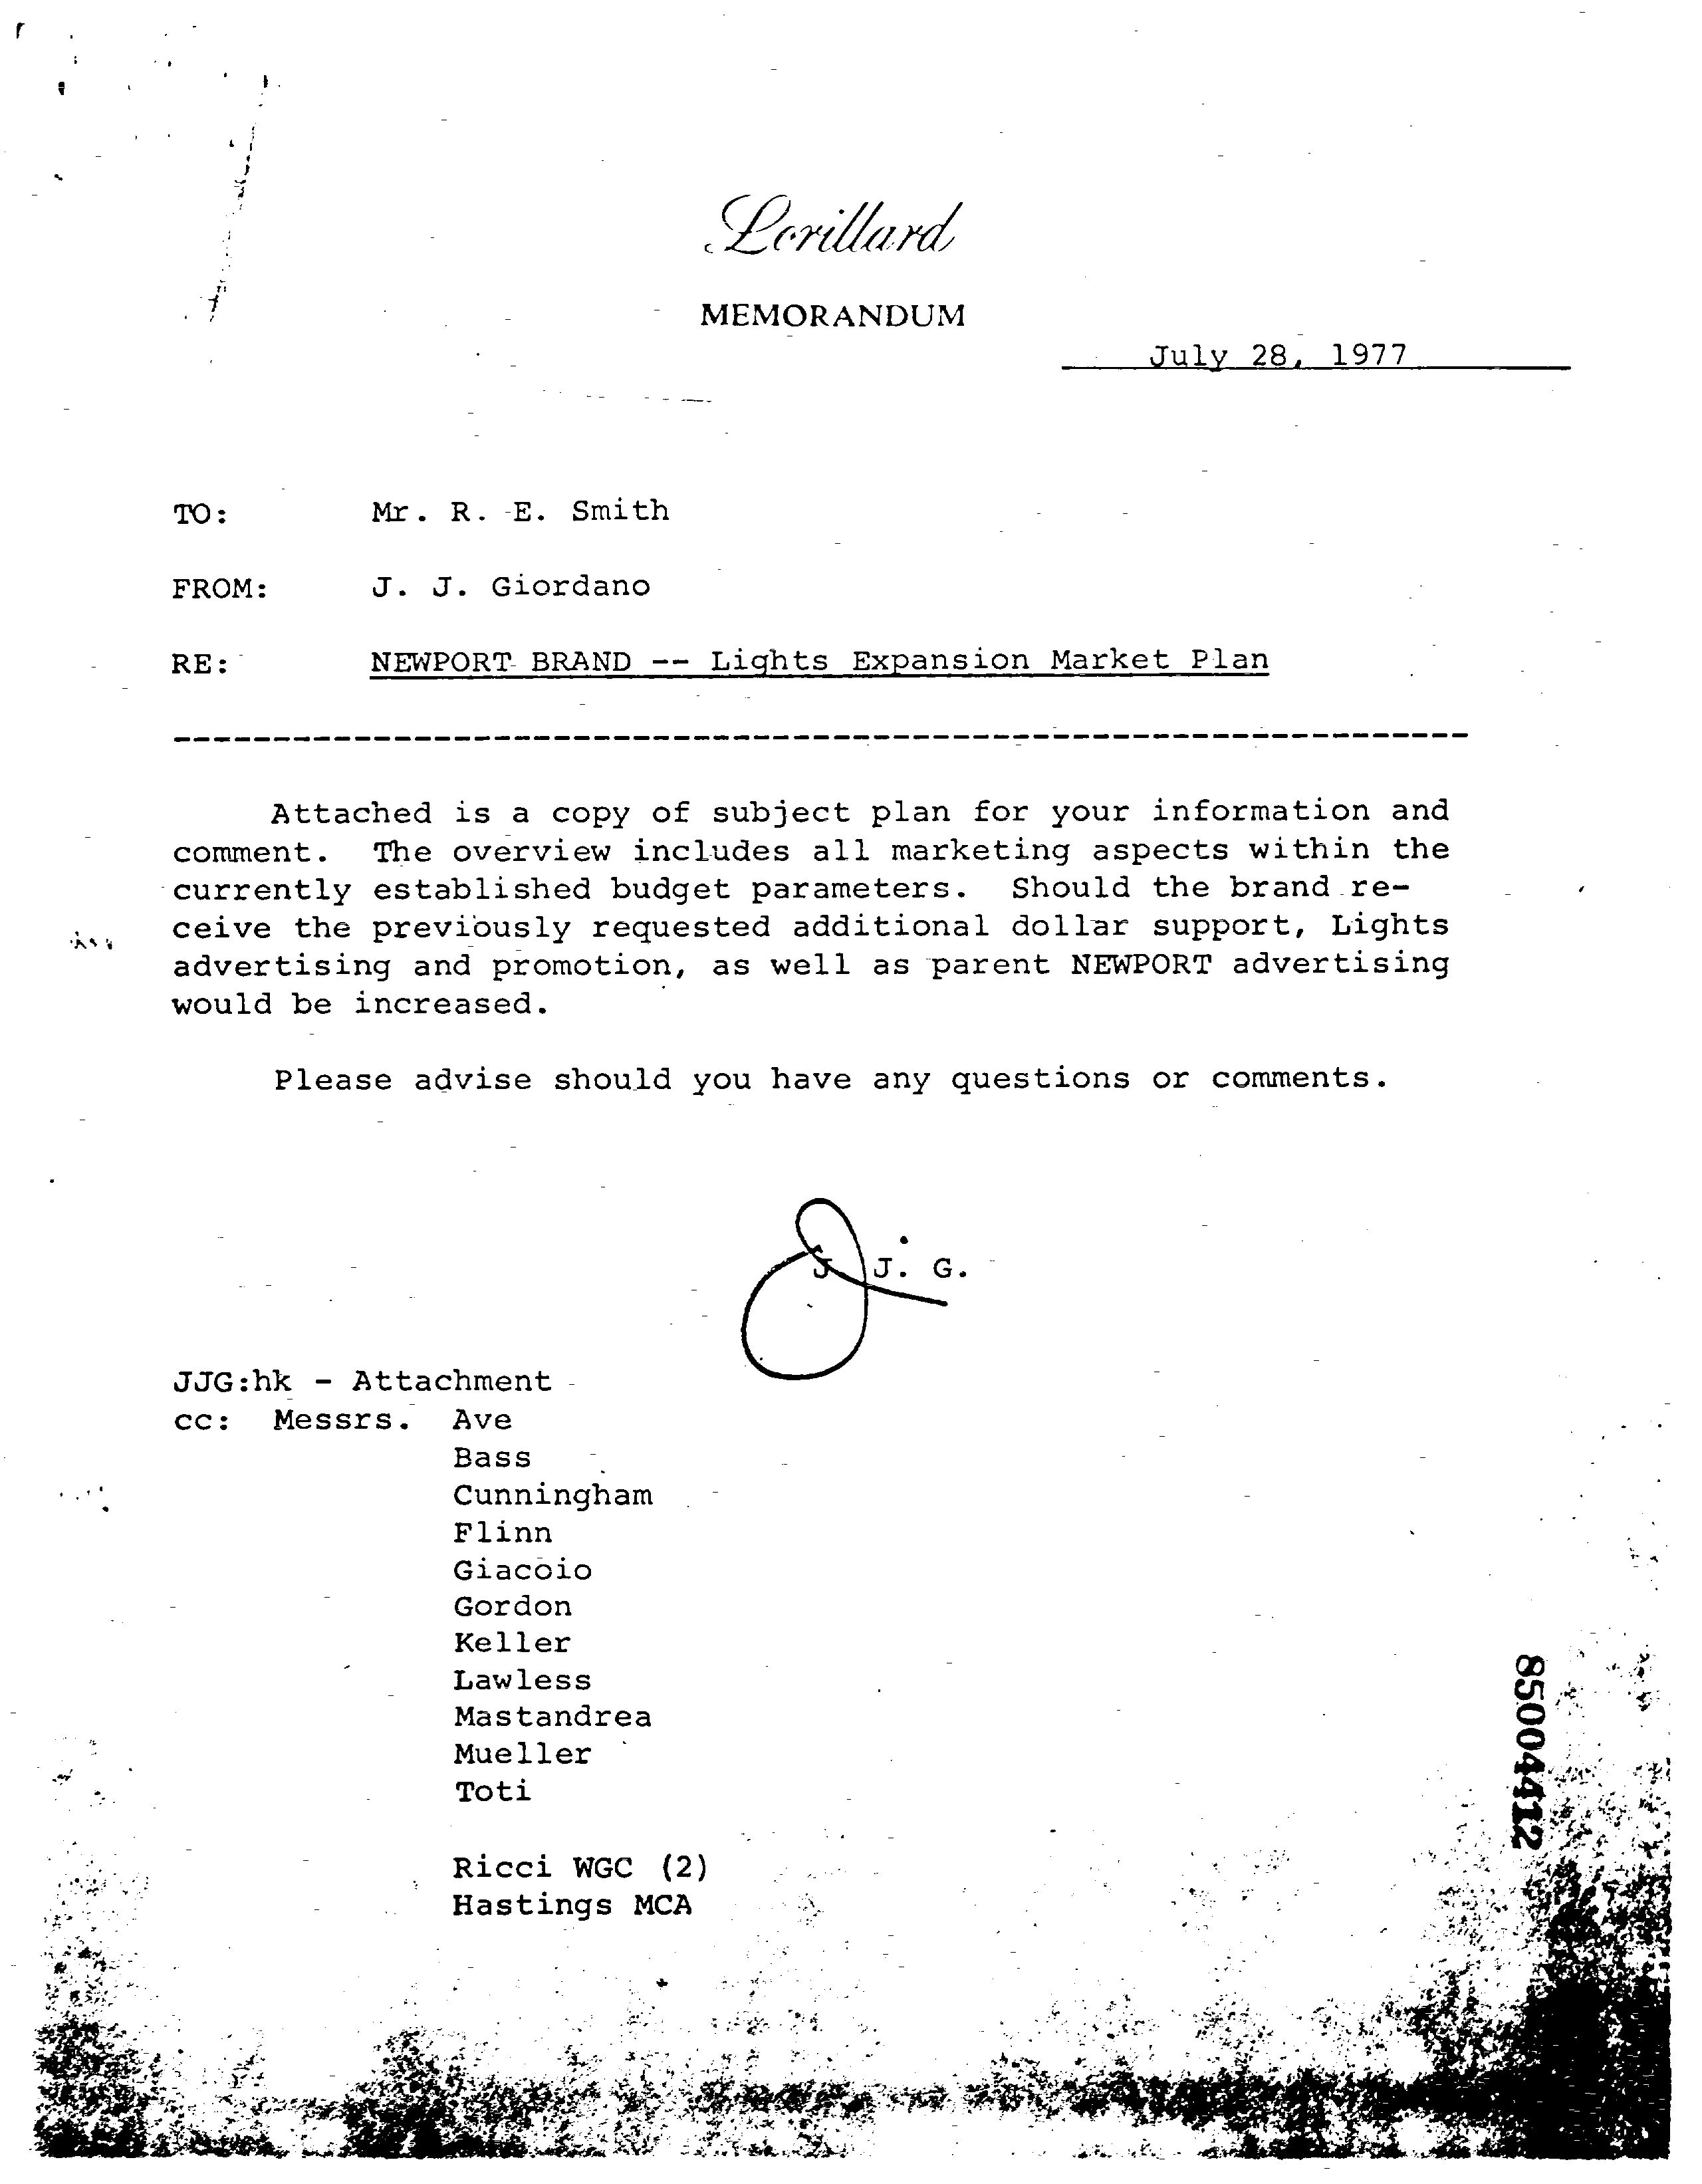 Lorillard
MEMORANDUM
July 28, 1977
TO: Mr. R. E. Smith
FROM: J. J. Giordano
RE: NEWPORT BRAND -- Lights Expansion Market Plan
Attached is a copy of subject plan for your information and
comment. The overview includes all marketing aspects within the
currently established budget parameters. Should the brand re-
ceive the previously requested additional dollar support, Lights
advertising and promotion, as well as parent NEWPORT advertising
would be increased.
Please advise should you have any questions or comments.
J. J. G.
JJG:hk - Attachment
cc: Messrs. Ave
Bass
Cunningham
Flinn
Giacoio
Gordon
Keller
Lawless
Mastandrea
Mueller
Toti
Ricci WGC (2)
Hastings MCA
85004412